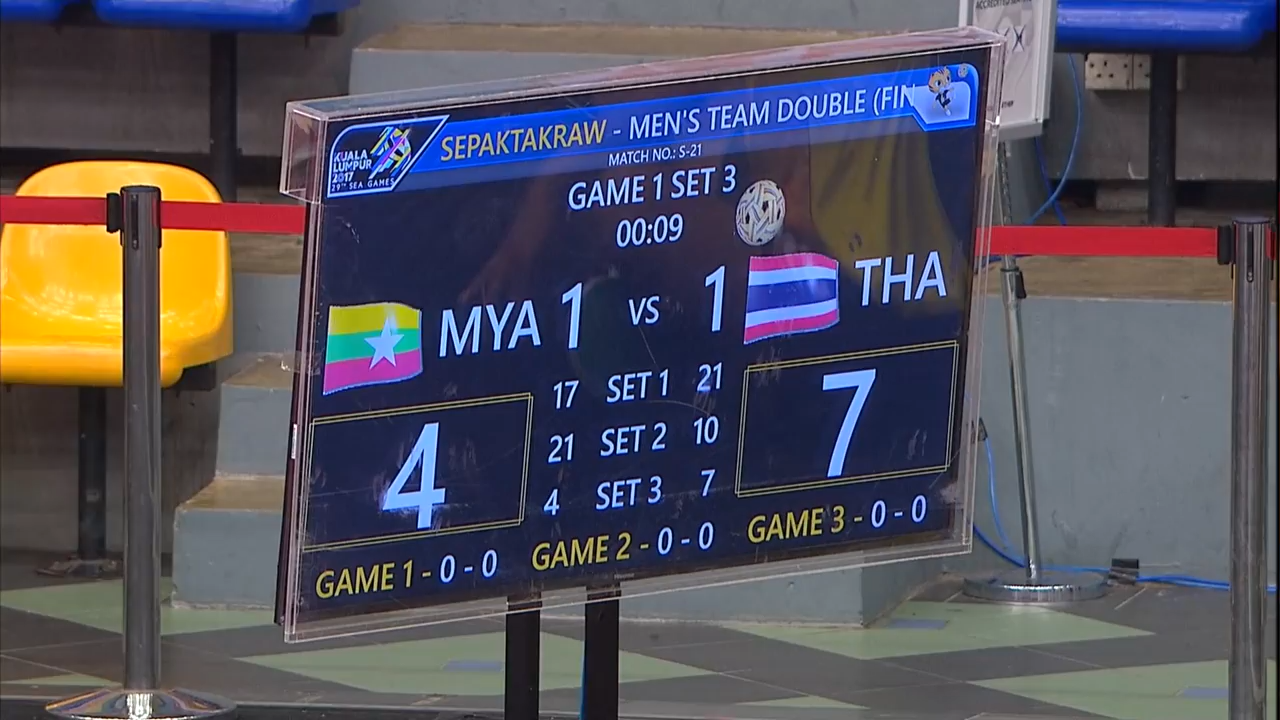 ACCREDITED
KUALA
LUMPUR
2017
29TH SEA GAMES
SEPAKTAKRAW - MEN'S TEAM DOUBLE (FIN
MATCH NO.: S-21
GAME 1 SET 3
00:09
MYA 1 VS 1 THA
17 SET 1 21
21 SET 2 10
4 SET 3 7
4 7
GAME 1 - 0 - 0 GAME 2 - 0 - 0 GAME 3 - 0 - 0